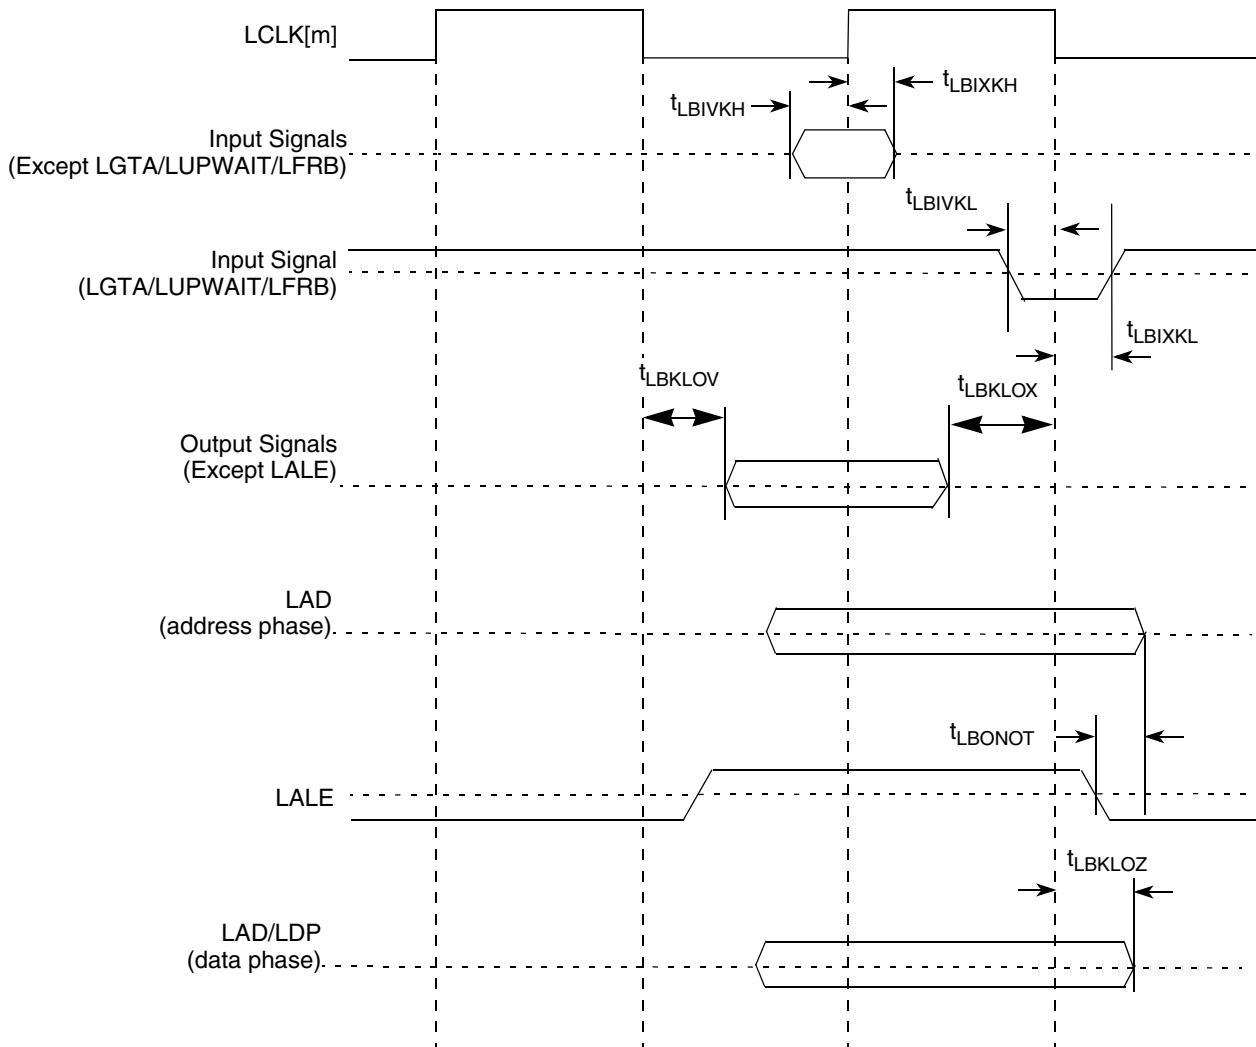 LCLK[m]
tLBIXKH
tLBIVKH
Input Signals
(Except LGTA/LUPWAIT/LFRB)
tLBIVKL
Input Signal
(LGTA/LUPWAIT/LFRB)
tLBIXKL
tLBKLOV
tLBKLOX
Output Signals
(Except LALE)
LAD
(address phase)
tLBONOT
LALE
tLBKLOZ
LAD/LDP
(data phase)